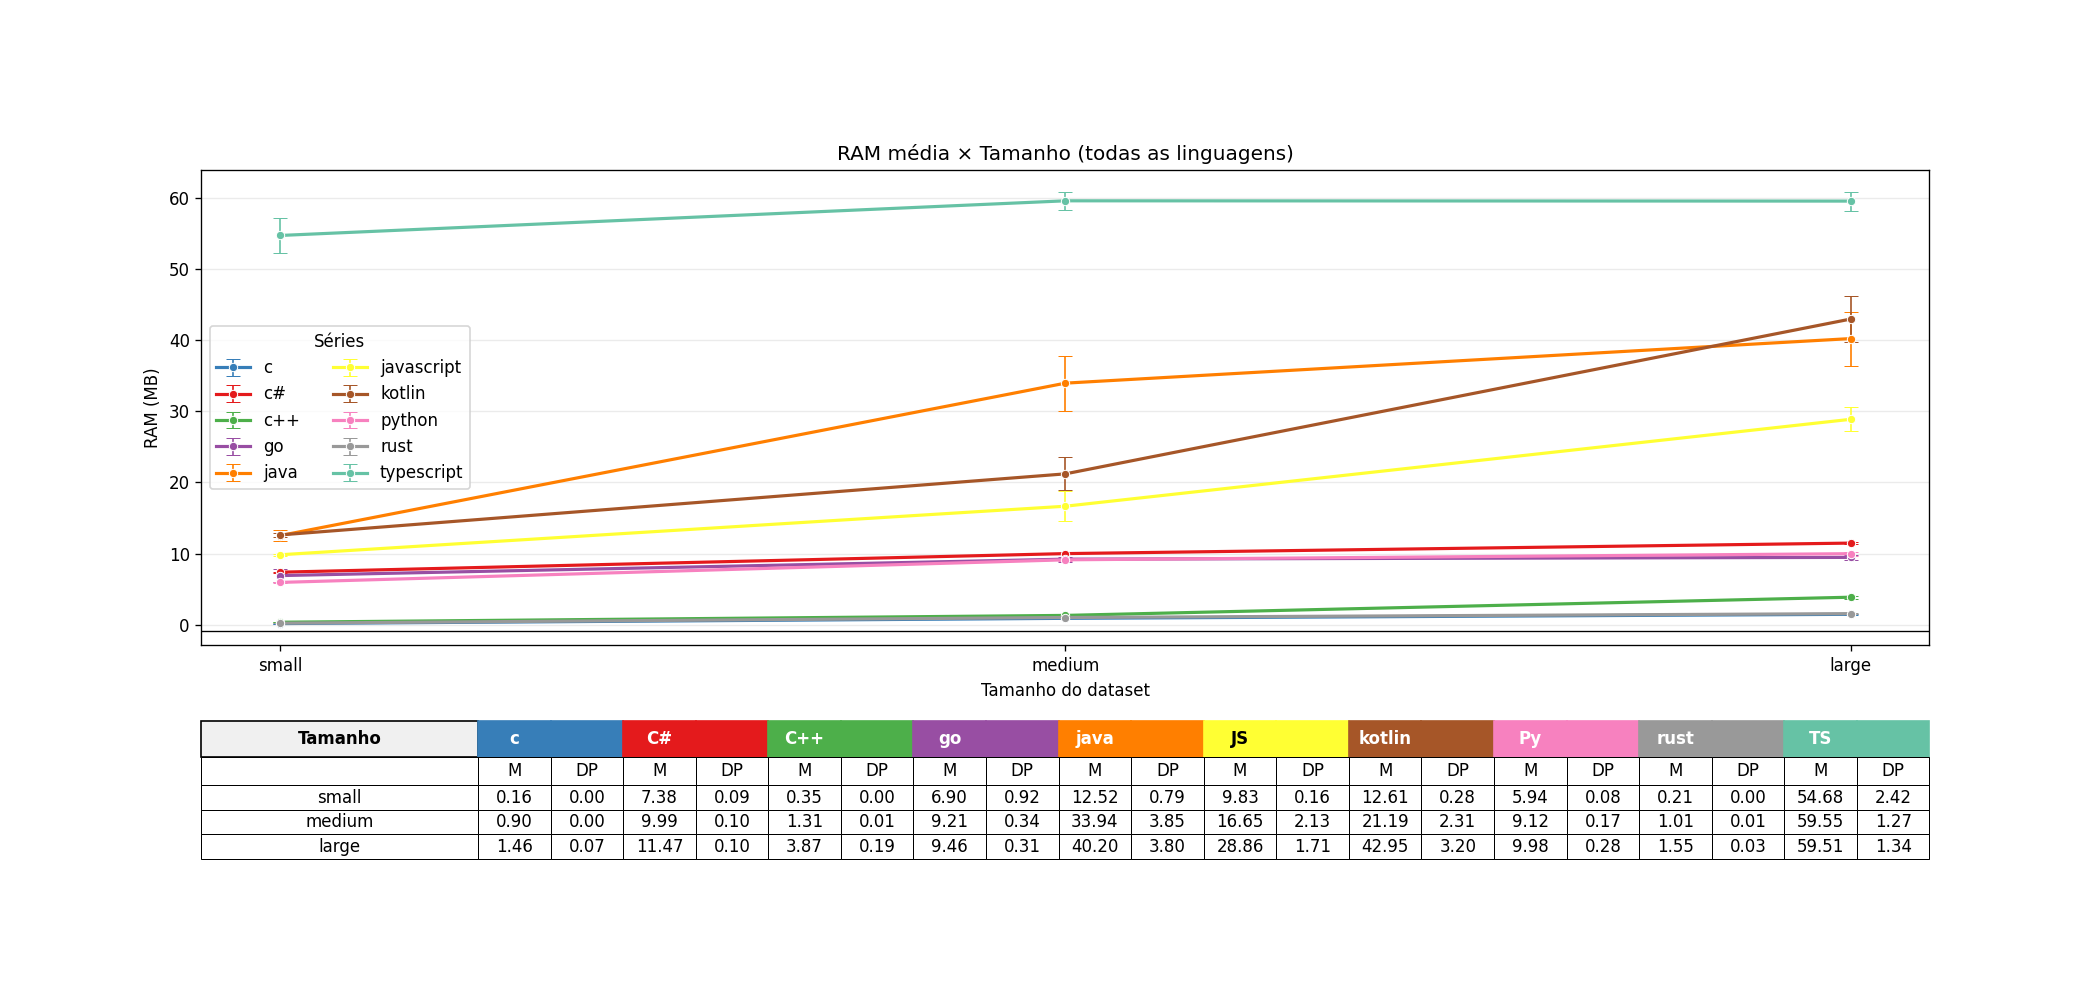 RAM média × Tamanho (todas as linguagens)
60
50
40
30
20
10
0
RAM (MB)
Séries
c javascript
c# kotlin
c++ python
go rust
java typescript
small medium large
Tamanho do dataset
Tamanho c C# C++ go java JS kotlin Py rust TS
M DP M DP M DP M DP M DP M DP M DP M DP M DP M DP
small 0.16 0.00 7.38 0.09 0.35 0.00 6.90 0.92 12.52 0.79 9.83 0.16 12.61 0.28 5.94 0.08 0.21 0.00 54.68 2.42
medium 0.90 0.00 9.99 0.10 1.31 0.01 9.21 0.34 33.94 3.85 16.65 2.13 21.19 2.31 9.12 0.17 1.01 0.01 59.55 1.27
large 1.46 0.07 11.47 0.10 3.87 0.19 9.46 0.31 40.20 3.80 28.86 1.71 42.95 3.20 9.98 0.28 1.55 0.03 59.51 1.34